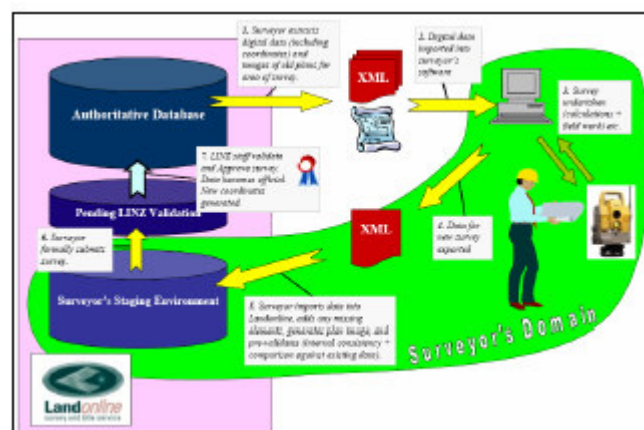 1. Surveyor extracts
digital data (including
coordinates) and
images of old plans for
area of survey.
2. Digital data
imported into
surveyor's
software
XML
Authoritative Database
3. Survey
undertaken
(calculations +
field work) etc.
7. LINZ staff validate
and Approve survey.
Data becomes official.
New coordinates
generated.
Pending LINZ Validation
XML
4. Data for
new survey
exported
6. Surveyor
formally submits
survey.
Surveyor's Staging Environment
5. Surveyor imports data into
Landonline, adds any missing
elements, generates plan image, and
pre-validates (internal consistency +
comparison against existing data).
Surveyor's Domain
Landonline
survey and title service